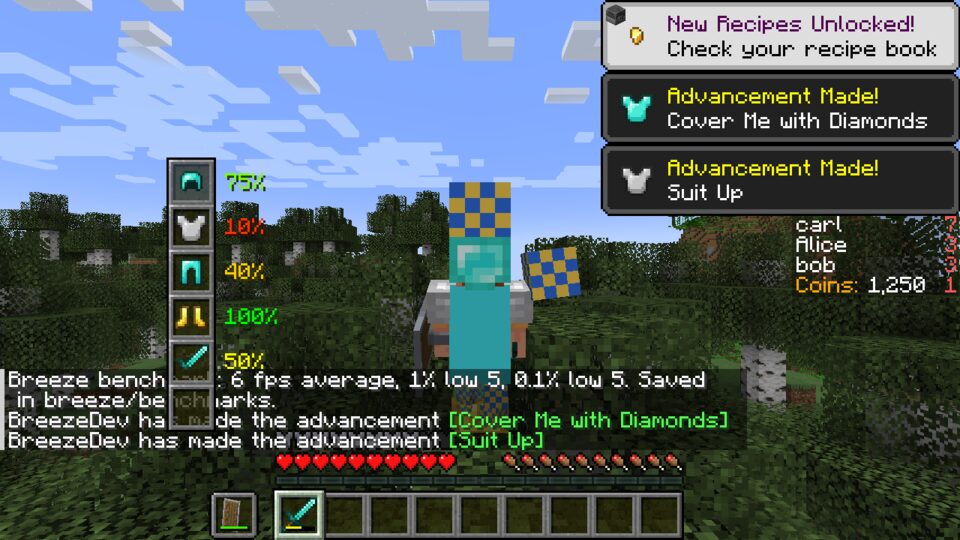 New Recipes Unlocked!
Check your recipe book
Advancement Made!
Cover Me with Diamonds
Advancement Made!
Suit Up
75%
10%
40%
100%
50%
carl 7
Alice
bob
Coins: 1,250 1
Breeze bench : 6 fps average, 1% low 5, 0.1% low 5. Saved
in breeze/benchmarks.
BreezeDev has made the advancement [Cover Me with Diamonds]
BreezeDev has made the advancement [Suit Up]